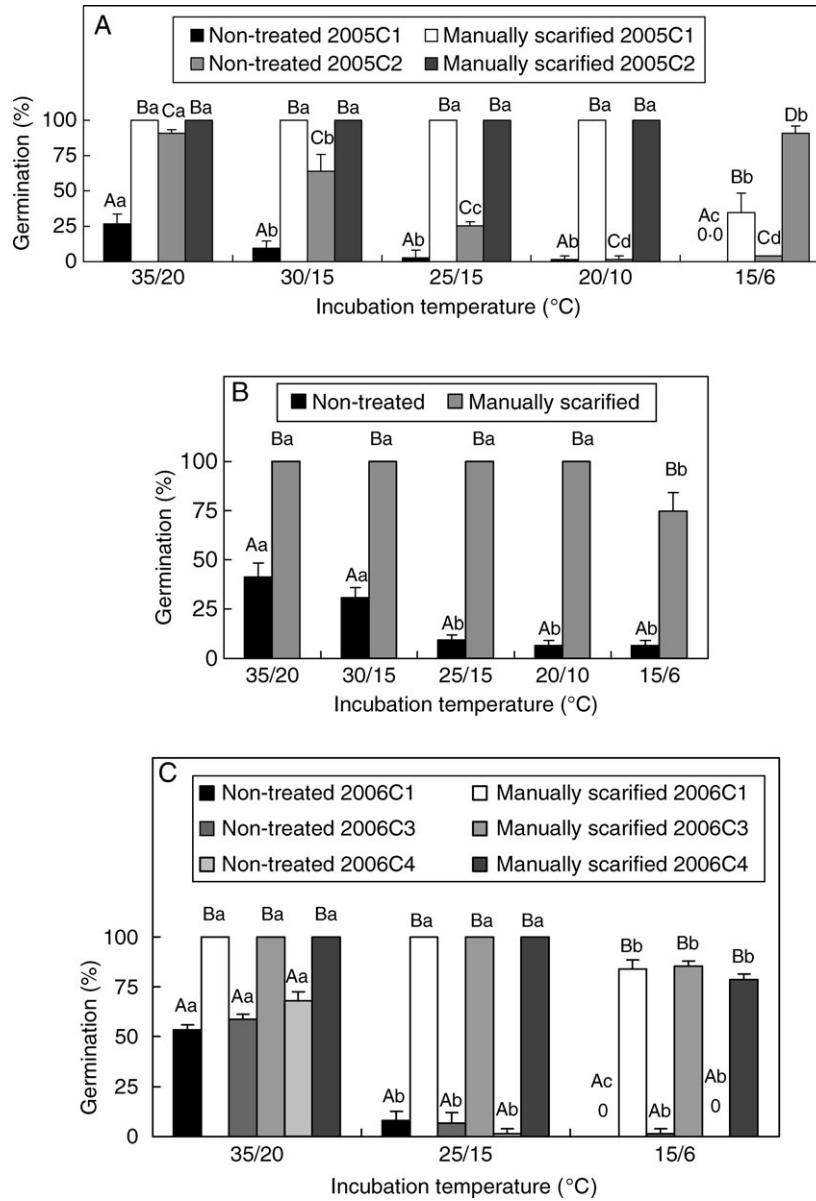 A
Non-treated 2005C1 Manually scarified 2005C1
Non-treated 2005C2 Manually scarified 2005C2
Germination (%)
100
75
50
25
0
Aa Ba Ca Ba
Ab Ba Cb Ba
Ab Ba Cc Ba
Ab Ba Cd Ba
Ac 0·0 Bb Cd Db
35/20 30/15 25/15 20/10 15/6
Incubation temperature (°C)
B
Non-treated Manually scarified
Germination (%)
100
75
50
25
0
Aa Ba
Aa Ba
Ab Ba
Ab Ba
Ab Bb
35/20 30/15 25/15 20/10 15/6
Incubation temperature (°C)
C
Non-treated 2006C1 Manually scarified 2006C1
Non-treated 2006C3 Manually scarified 2006C3
Non-treated 2006C4 Manually scarified 2006C4
Germination (%)
100
75
50
25
0
Aa Ba Aa Ba Aa Ba
Ab Ba Ab Ba Ab Ba
Ac 0 Bb Ab Bb Ab 0 Bb
35/20 25/15 15/6
Incubation temperature (°C)